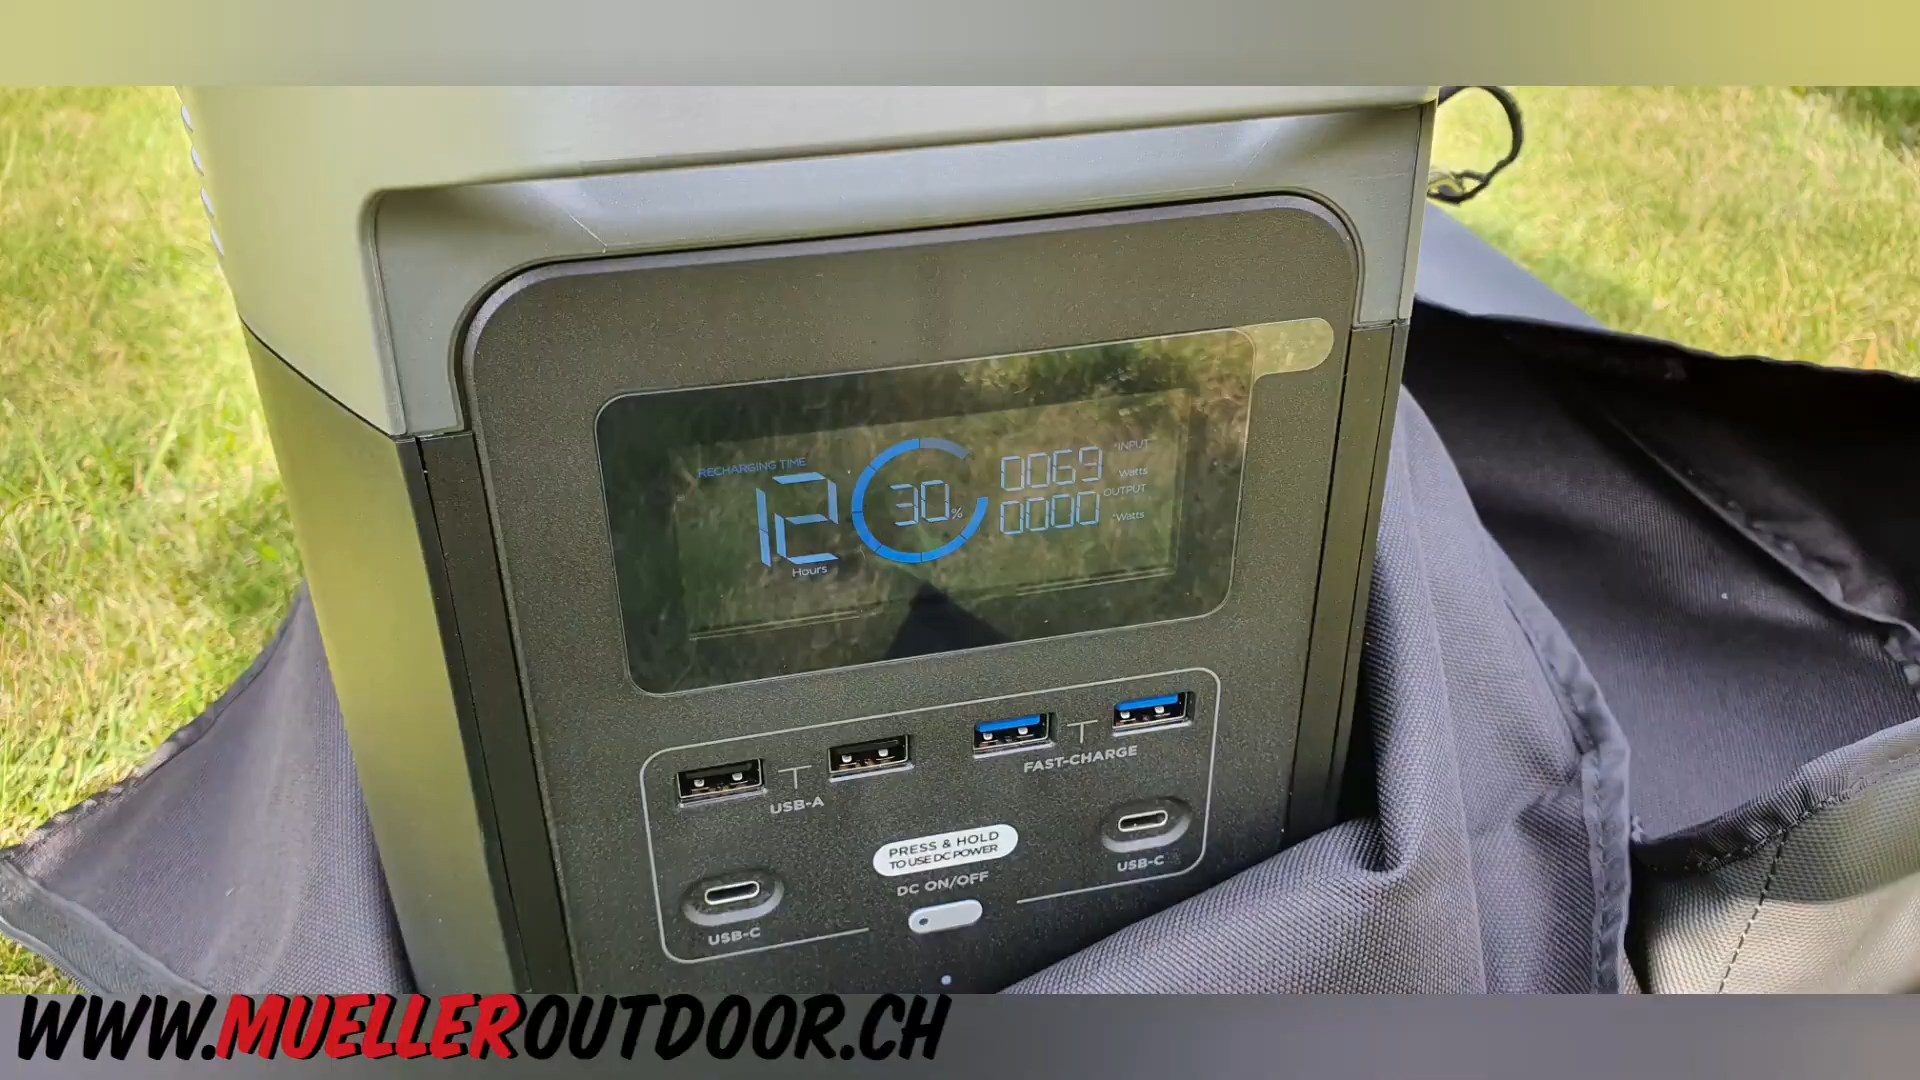 RECHARGING TIME
12
Hours
30%
0069
*INPUT
Watts
0000
OUTPUT
*Watts
USB-A
FAST-CHARGE
PRESS & HOLD
TO USE DC POWER
DC ON/OFF
USB-C
USB-C
WWW.MUELLEROUTDOOR.CH